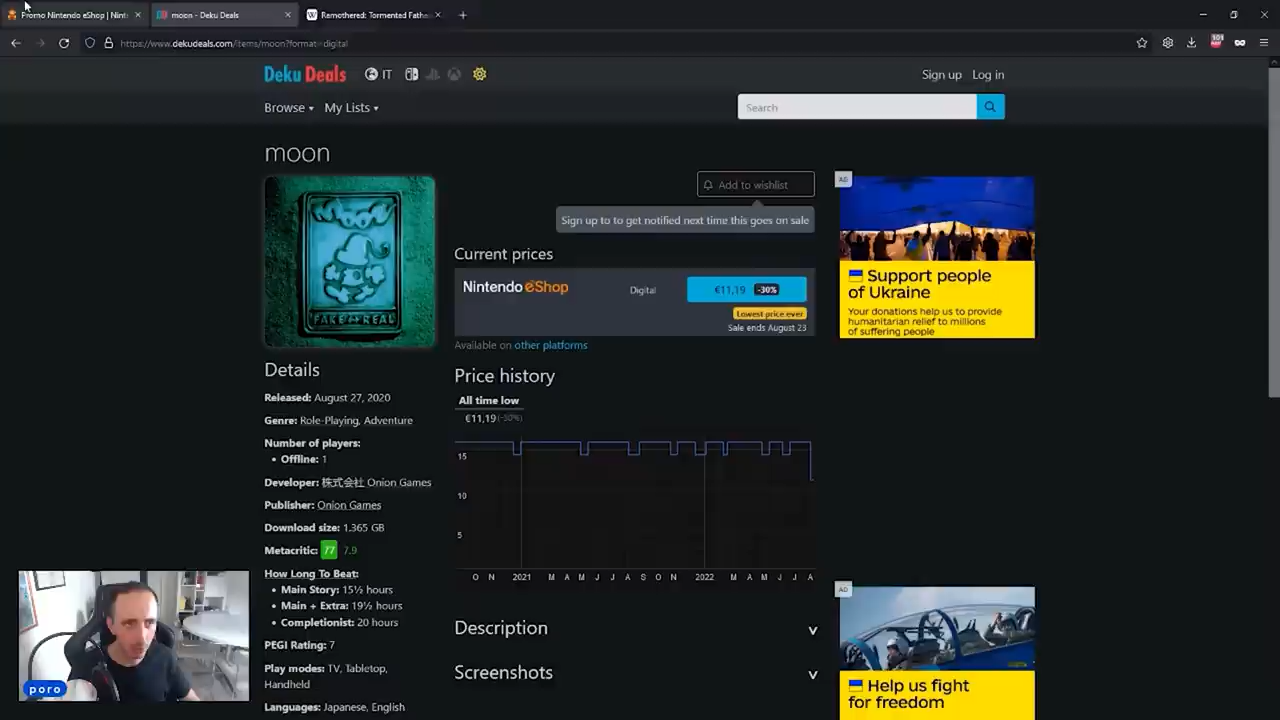 Promo Nintendo eShop | Nint
moon - Deku Deals
Ramothered: Tormented Fathe
https://www.dekudeals.com/items/moon?format=digital
Deku Deals
IT
Sign up
Log in
Browse
My Lists
Search
moon
Add to wishlist
Sign up to to get notified next time this goes on sale
Current prices
Nintendo eShop
Digital
€11,19 -30%
Lowest price ever
Sale ends August 23
Available on other platforms
Price history
All time low
€11,19 (-30%)
15
10
5
O N 2021 M A M J J A S O N 2022 M A M J J A
Description
Screenshots
moon
FAKE REAL
Details
Released: August 27, 2020
Genre: Role-Playing, Adventure
Number of players:
• Offline: 1
Developer: 株式会社 Onion Games
Publisher: Onion Games
Download size: 1.365 GB
Metacritic: 77 7.9
How Long To Beat:
• Main Story: 15½ hours
• Main + Extra: 19½ hours
• Completionist: 20 hours
PEGI Rating: 7
Play modes: TV, Tabletop,
Handheld
Languages: Japanese, English
AD
Support people
of Ukraine
Your donations help us to provide
humanitarian relief to millions
of suffering people
AD
Help us fight
for freedom
poro